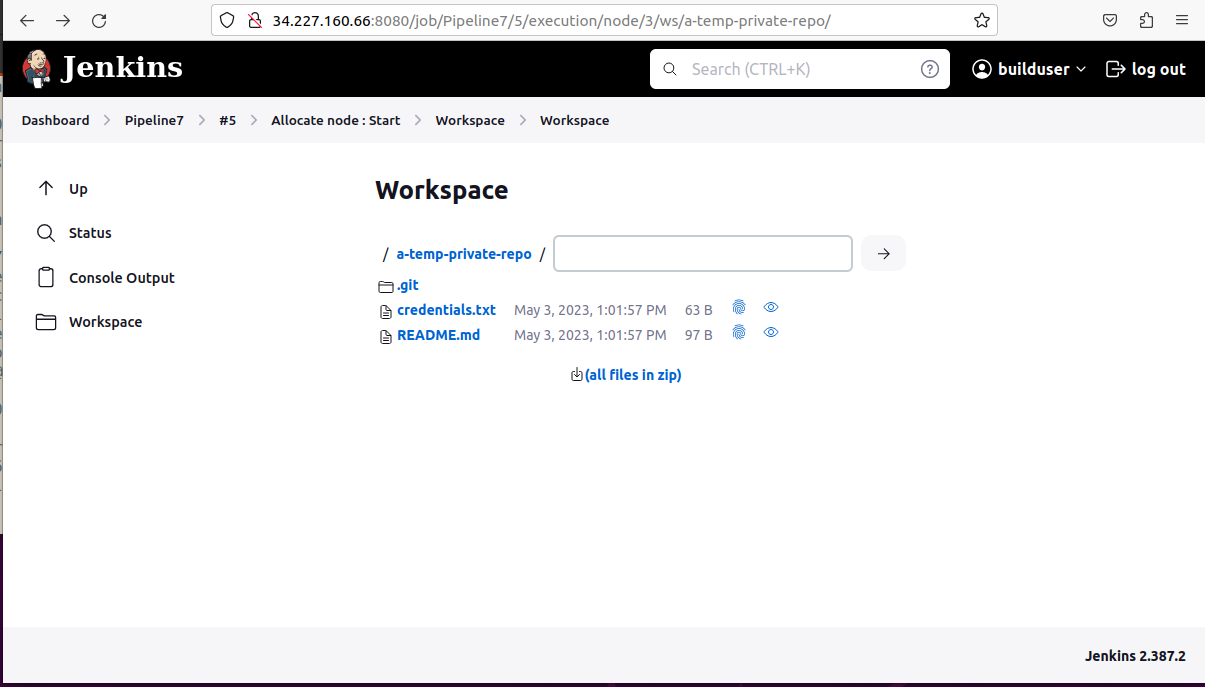 34.227.160.66:8080/job/Pipeline7/5/execution/node/3/ws/a-temp-private-repo/
Jenkins
Search (CTRL+K)
?
builduser
log out
Dashboard > Pipeline7 > #5 > Allocate node : Start > Workspace > Workspace
Up
Status
Console Output
Workspace
Workspace
/ a-temp-private-repo /
.git
credentials.txt May 3, 2023, 1:01:57 PM 63 B
README.md May 3, 2023, 1:01:57 PM 97 B
(all files in zip)
Jenkins 2.387.2